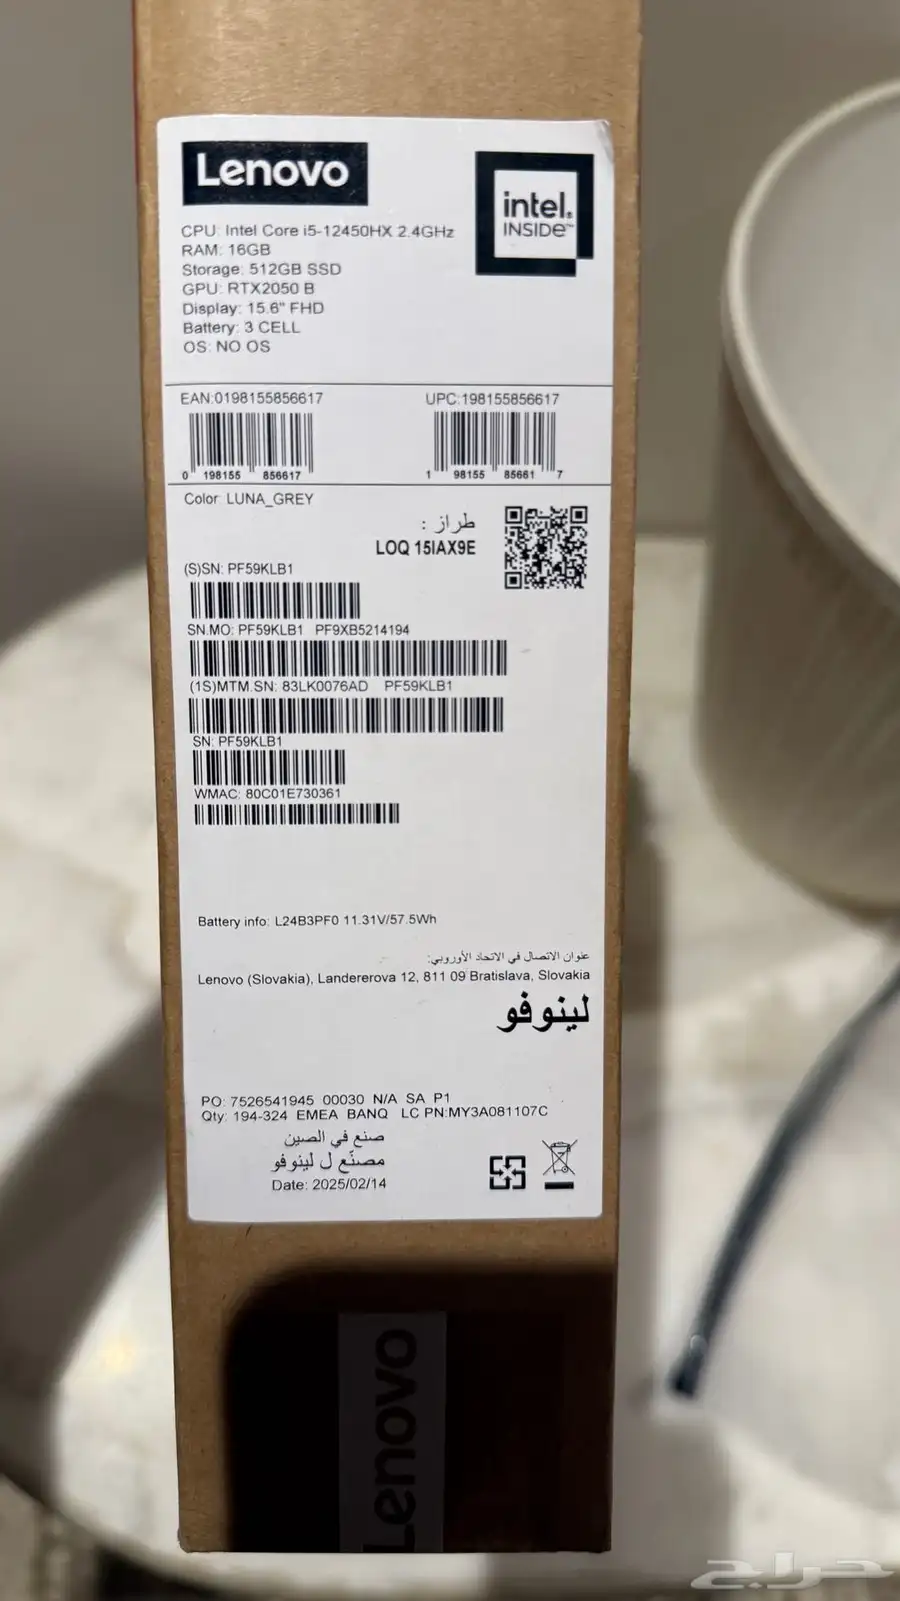 Lenovo
intel.
INSIDE™
CPU: Intel Core i5-12450HX 2.4GHz
RAM: 16GB
Storage: 512GB SSD
GPU: RTX2050 B
Display: 15.6" FHD
Battery: 3 CELL
OS: NO OS
EAN:0198155856617
UPC:198155856617
0 198155 856617
1 98155 85661 7
Color: LUNA_GREY
طراز :
LOQ 15IAX9E
(S)SN: PF59KLB1
SN.MO: PF59KLB1 PF9XB5214194
(1S)MTM.SN: 83LK0076AD PF59KLB1
SN: PF59KLB1
WMAC: 80C01E730361
Battery info: L24B3PF0 11.31V/57.5Wh
علوان الاتصال في الاتحاد الأوروبي:
Lenovo (Slovakia), Landererova 12, 811 09 Bratislava, Slovakia
لينوفو
PO: 7526541945 00030 N/A SA P1
Qty: 194-324 EMEA BANQ LC PN:MY3A081107C
صنع في الصين
مصنّع ل لينوفو
Date: 2025/02/14
Lenovo
حراج